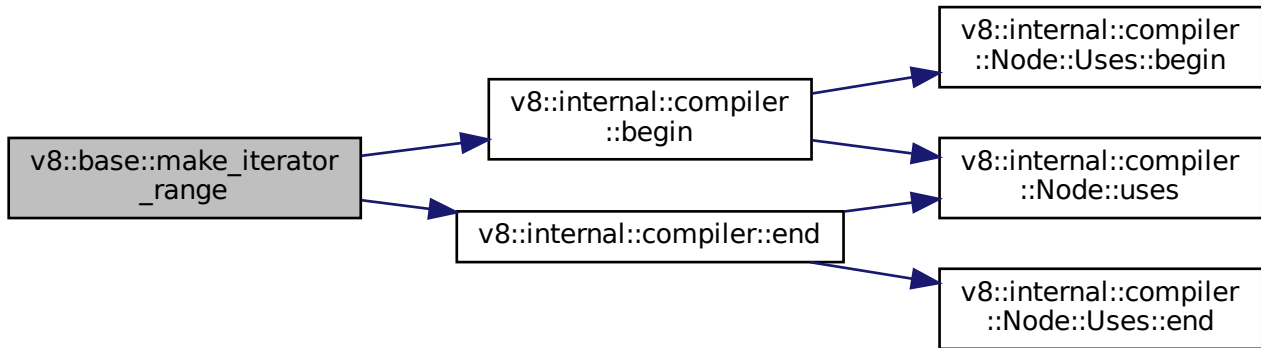 v8::base::make_iterator
_range
v8::internal::compiler
::begin
v8::internal::compiler::end
v8::internal::compiler
::Node::Uses::begin
v8::internal::compiler
::Node::uses
v8::internal::compiler
::Node::Uses::end